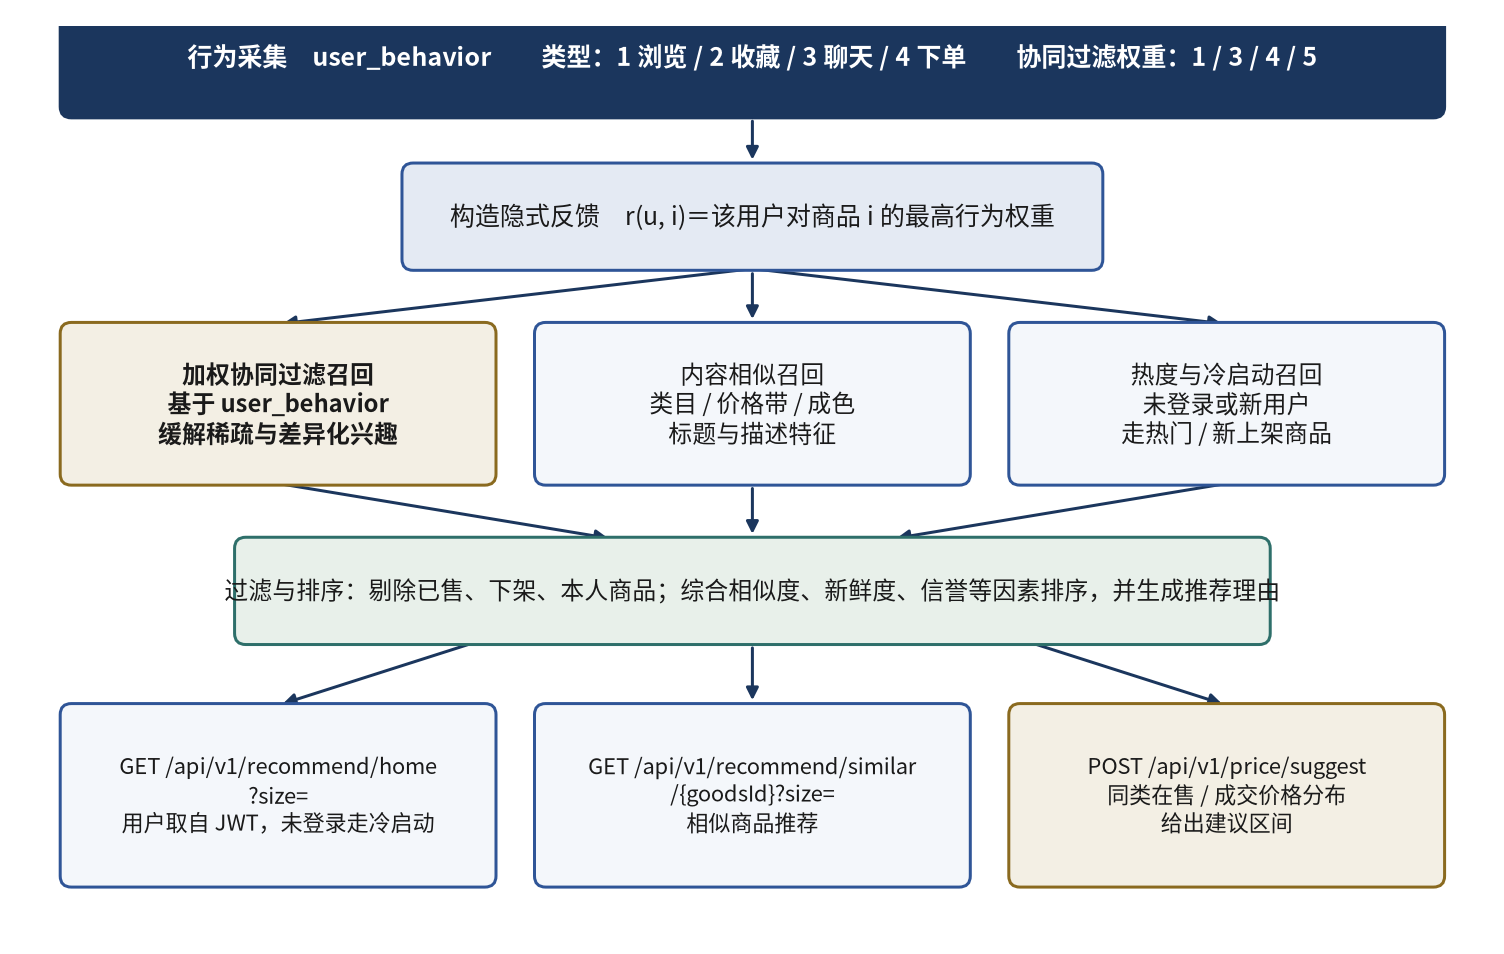 行为采集　user_behavior　　类型：1 浏览 / 2 收藏 / 3 聊天 / 4 下单　　协同过滤权重：1 / 3 / 4 / 5
构造隐式反馈　r(u, i)＝该用户对商品 i 的最高行为权重
加权协同过滤召回
基于 user_behavior
缓解稀疏与差异化兴趣
内容相似召回
类目 / 价格带 / 成色
标题与描述特征
热度与冷启动召回
未登录或新用户
走热门 / 新上架商品
过滤与排序：剔除已售、下架、本人商品；综合相似度、新鲜度、信誉等因素排序，并生成推荐理由
GET /api/v1/recommend/home
?size=
用户取自 JWT，未登录走冷启动
GET /api/v1/recommend/similar
/{goodsId}?size=
相似商品推荐
POST /api/v1/price/suggest
同类在售 / 成交价格分布
给出建议区间